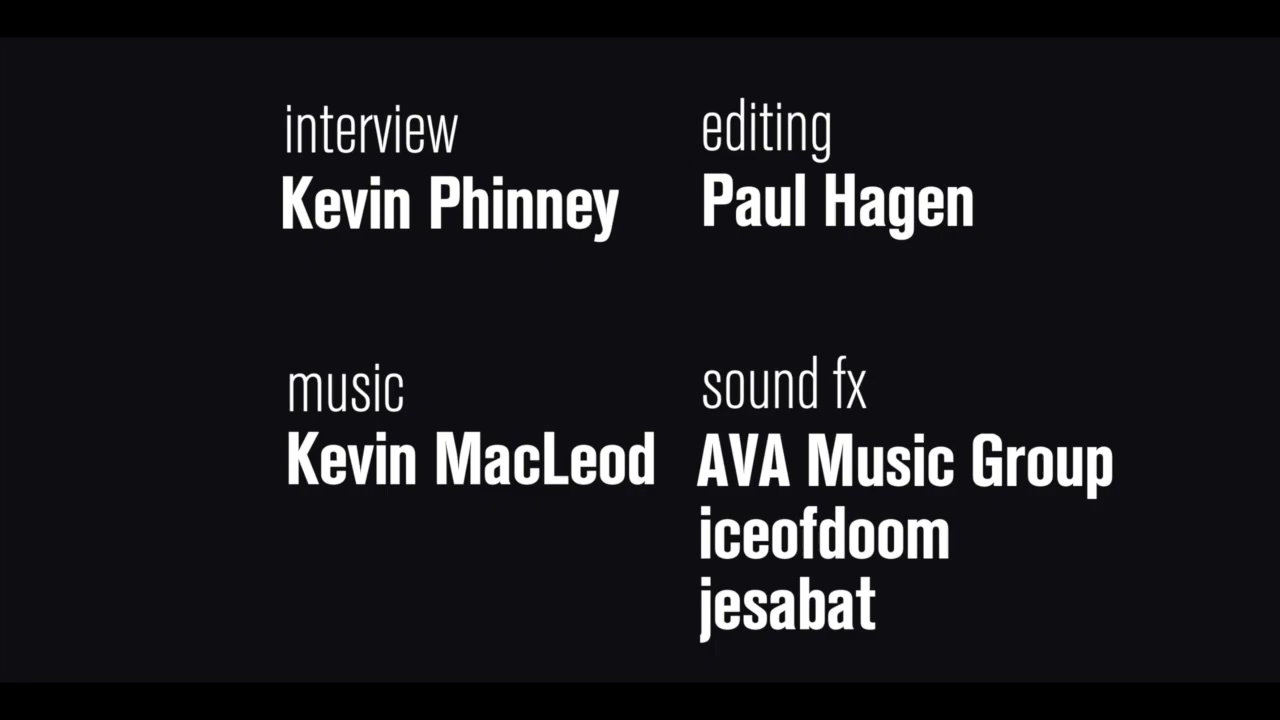 interview
Kevin Phinney
editing
Paul Hagen
music
Kevin MacLeod
sound fx
AVA Music Group
iceofdoom
jesabat